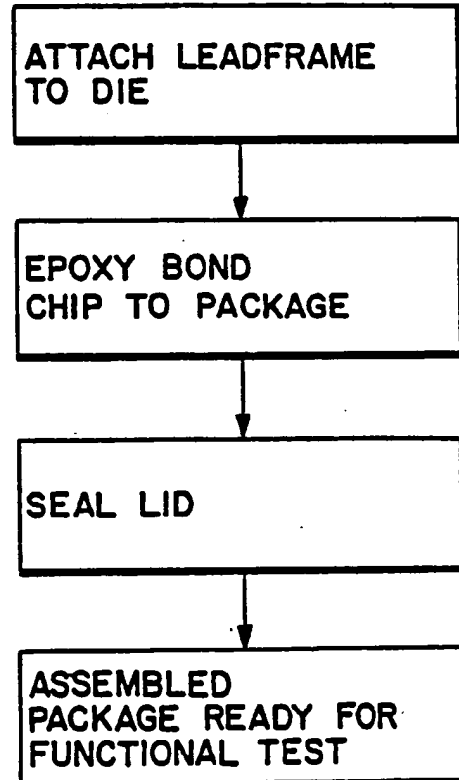 ATTACH LEADFRAME
TO DIE
EPOXY BOND
CHIP TO PACKAGE
SEAL LID
ASSEMBLED
PACKAGE READY FOR
FUNCTIONAL TEST